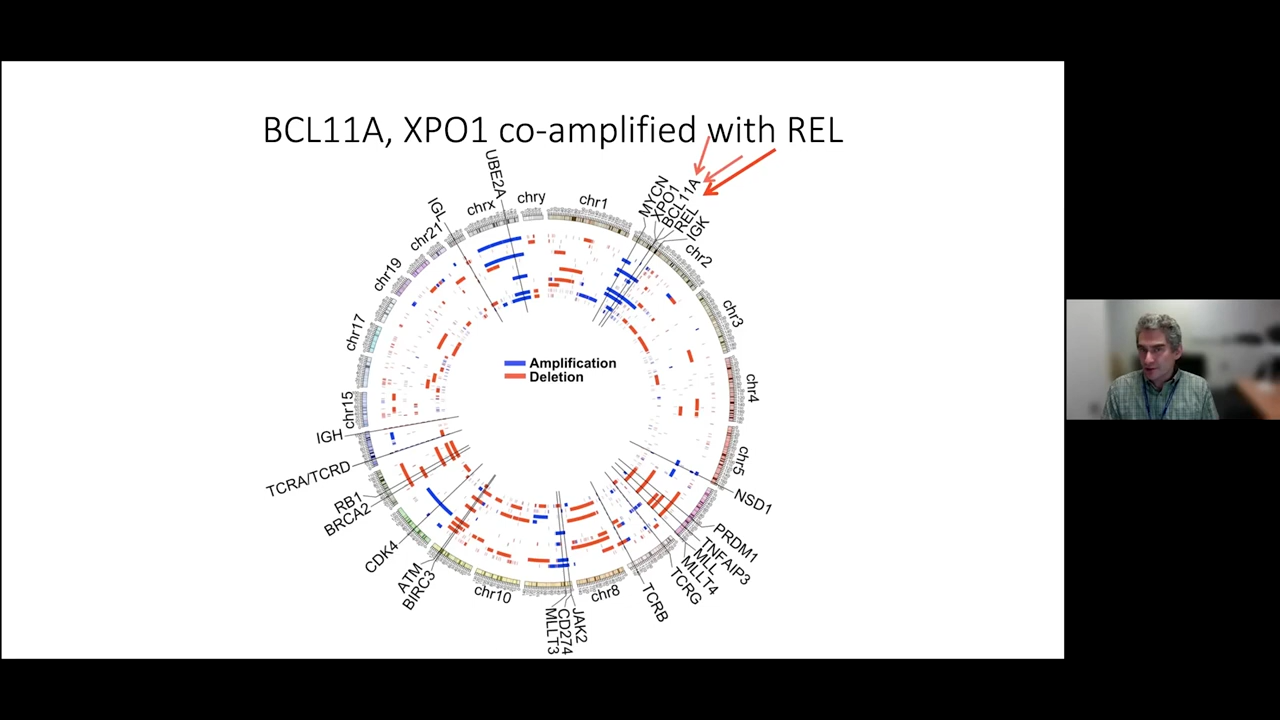 BCL11A, XPO1 co-amplified with REL
UBE2A
chry
chr1
MYCN
XPO1
BCL11A
REL
IGK
chr2
chrx
IGL
chr21
chr19
chr17
chr15
chr3
chr4
chr5
Amplification
Deletion
IGH
TCRA/TCRD
RB1
BRCA2
CDK4
ATM
BIRC3
chr10
MLLT3
CD274
JAK2
chr8
TCRB
TCRG
MLLT4
MLL
TNFAIP3
PRDM1
NSD1